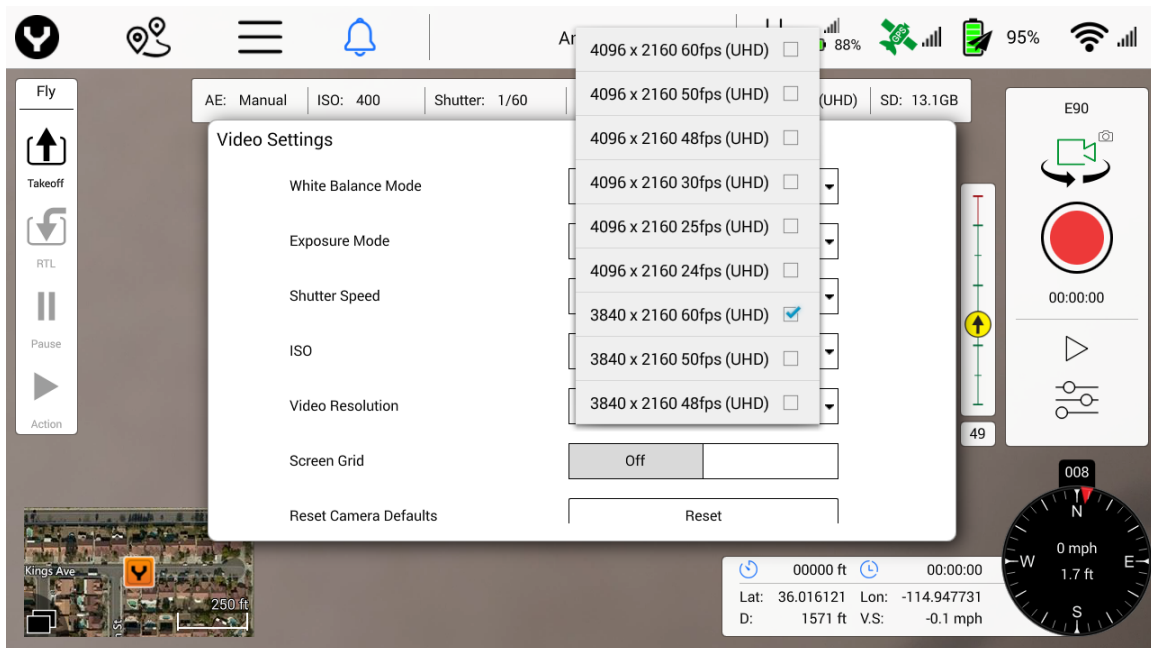 88%
GPS
95%
Fly
AE: Manual
ISO: 400
Shutter: 1/60
(UHD)
SD: 13.1GB
Takeoff
RTL
Pause
Action
Video Settings
White Balance Mode
Exposure Mode
Shutter Speed
ISO
Video Resolution
Screen Grid
Off
Reset Camera Defaults
Reset
4096 x 2160 60fps (UHD)
4096 x 2160 50fps (UHD)
4096 x 2160 48fps (UHD)
4096 x 2160 30fps (UHD)
4096 x 2160 25fps (UHD)
4096 x 2160 24fps (UHD)
3840 x 2160 60fps (UHD)
3840 x 2160 50fps (UHD)
3840 x 2160 48fps (UHD)
E90
00:00:00
49
008
N
W
E
S
0 mph
1.7 ft
Kings Ave
St
250 ft
00000 ft
00:00:00
Lat: 36.016121 Lon: -114.947731
D: 1571 ft V.S: -0.1 mph